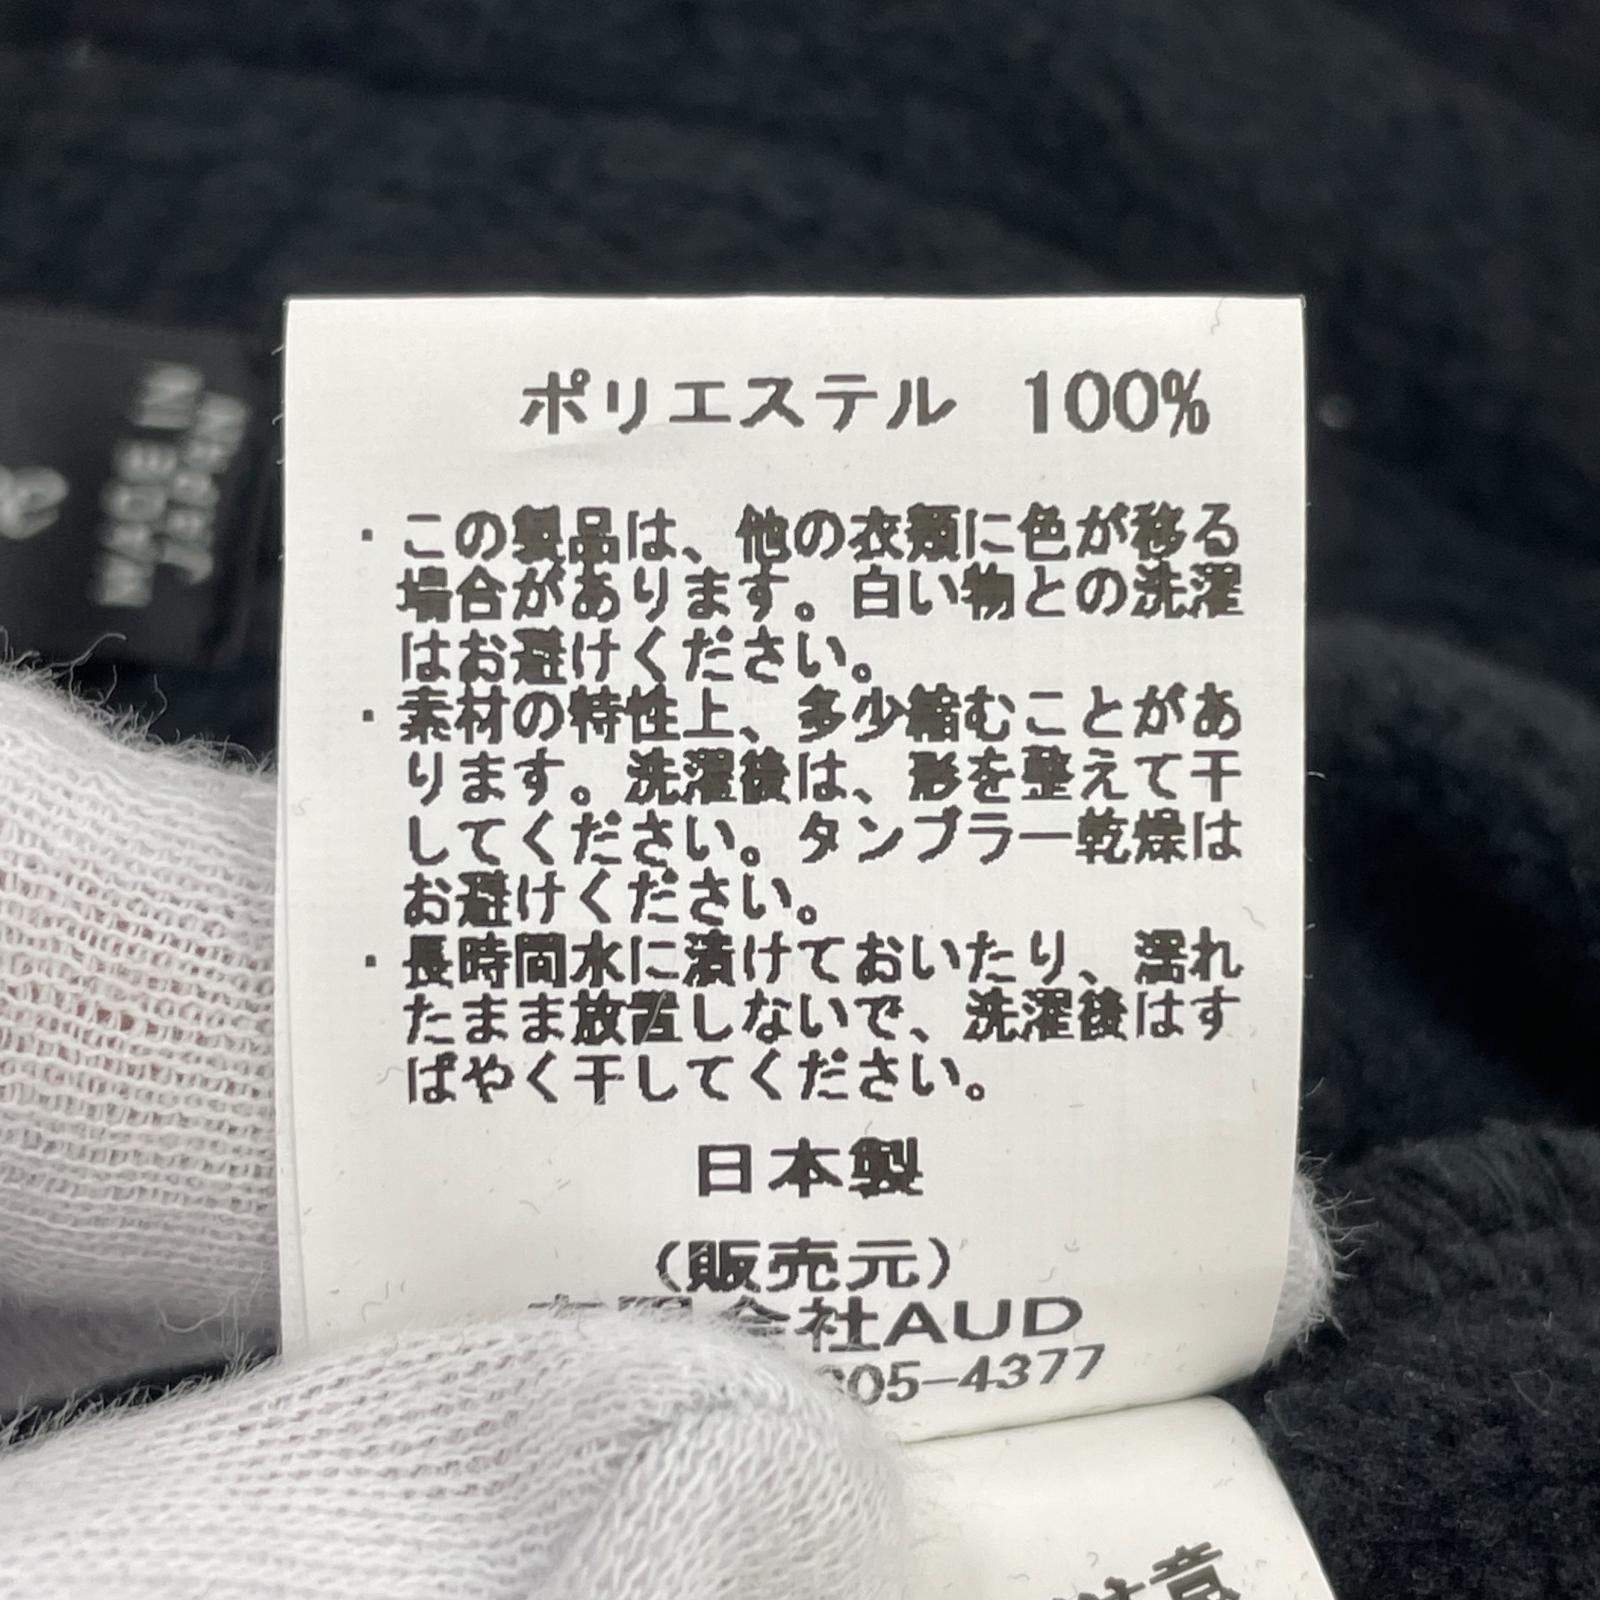 ポリエステル 100%
・この製品は、他の衣類に色が移る
場合があります。白い物との洗濯
はお避けください。
・素材の特性上、多少縮むことがあ
ります。洗濯後は、形を整えて干
してください。タンブラー乾燥は
お避けください。
・長時間水に漬けておいたり、濡れ
たまま放置しないで、洗濯後はす
ばやく干してください。
日本製
(販売元)
有限会社AUD
05-4377
注意
MADE IN
JAPAN